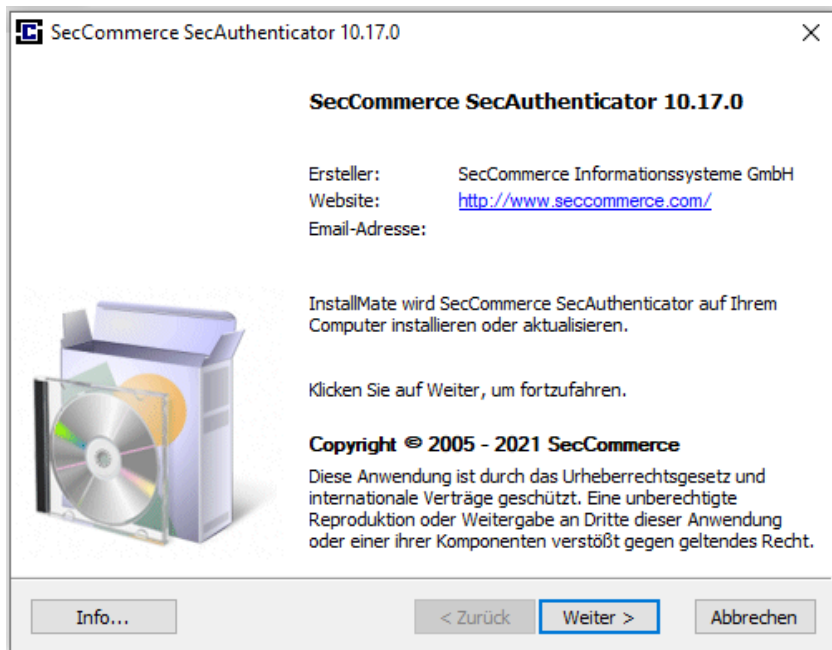 SecCommerce SecAuthenticator 10.17.0
SecCommerce SecAuthenticator 10.17.0
Ersteller: SecCommerce Informationssysteme GmbH
Website: http://www.seccommerce.com/
Email-Adresse:
InstallMate wird SecCommerce SecAuthenticator auf Ihrem
Computer installieren oder aktualisieren.
Klicken Sie auf Weiter, um fortzufahren.
Copyright © 2005 - 2021 SecCommerce
Diese Anwendung ist durch das Urheberrechtsgesetz und
internationale Verträge geschützt. Eine unberechtigte
Reproduktion oder Weitergabe an Dritte dieser Anwendung
oder einer ihrer Komponenten verstößt gegen geltendes Recht.
Info... < Zurück Weiter > Abbrechen